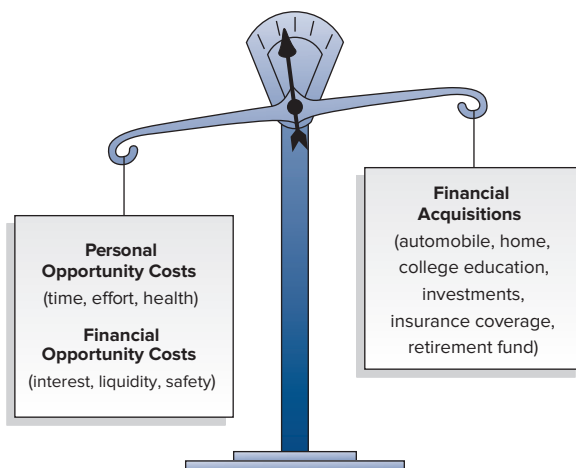 Personal
Opportunity Costs
(time, effort, health)
Financial
Opportunity Costs
(interest, liquidity, safety)
Financial
Acquisitions
(automobile, home,
college education,
investments,
insurance coverage,
retirement fund)